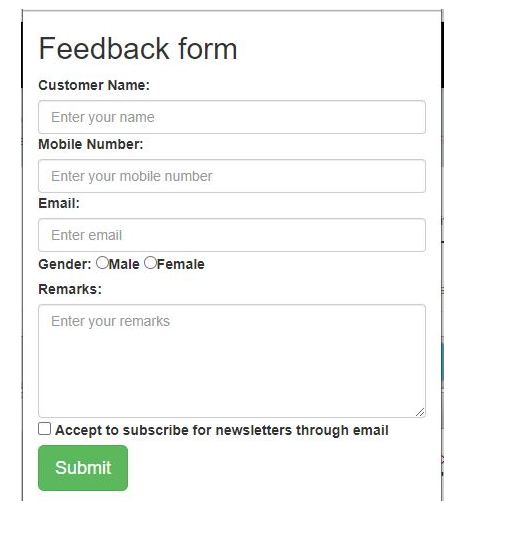 Feedback form
Customer Name:
Enter your name
Mobile Number:
Enter your mobile number
Email:
Enter email
Gender: Male Female
Remarks:
Enter your remarks
Accept to subscribe for newsletters through email
Submit